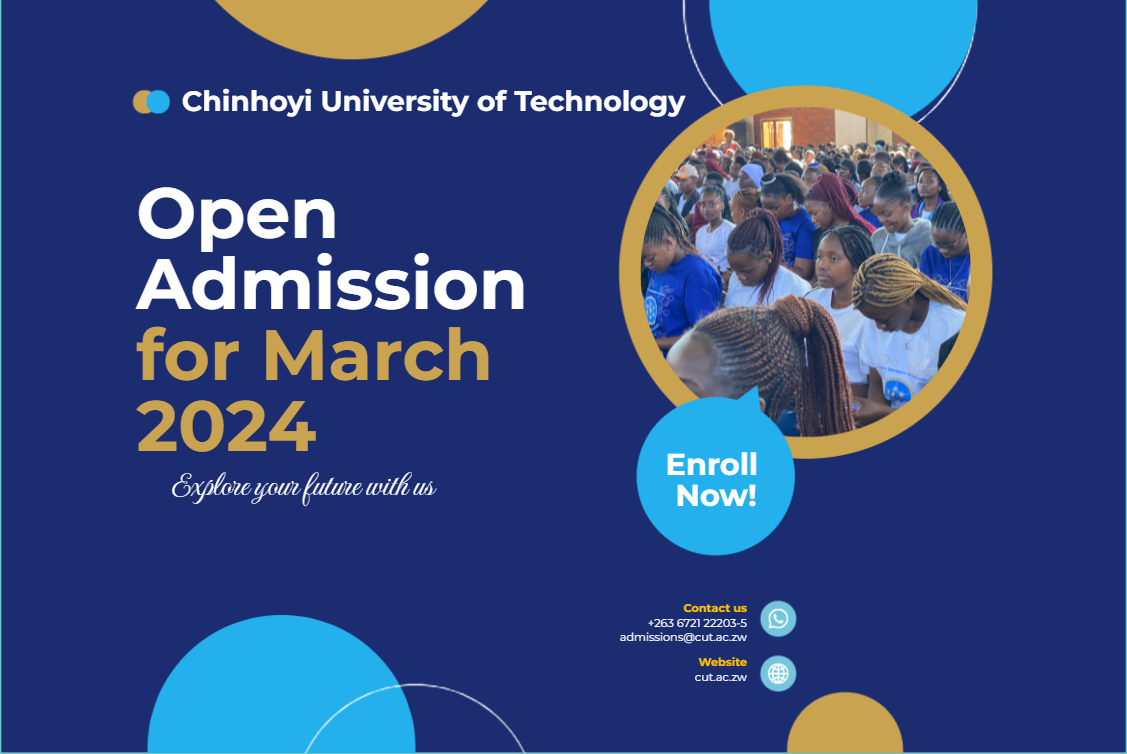 Chinhoyi University of Technology
Open
Admission
for March
2024
Explore your future with us
Enroll
Now!
Contact us
+263 6721 22203-5
admissions@cut.ac.zw
Website
cut.ac.zw